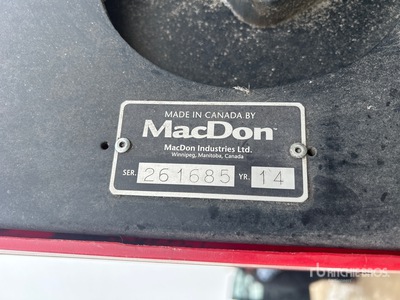 MADE IN CANADA BY
MacDon
MacDon Industries Ltd.
Winnipeg, Manitoba, Canada
SER. 261685 YR. 14